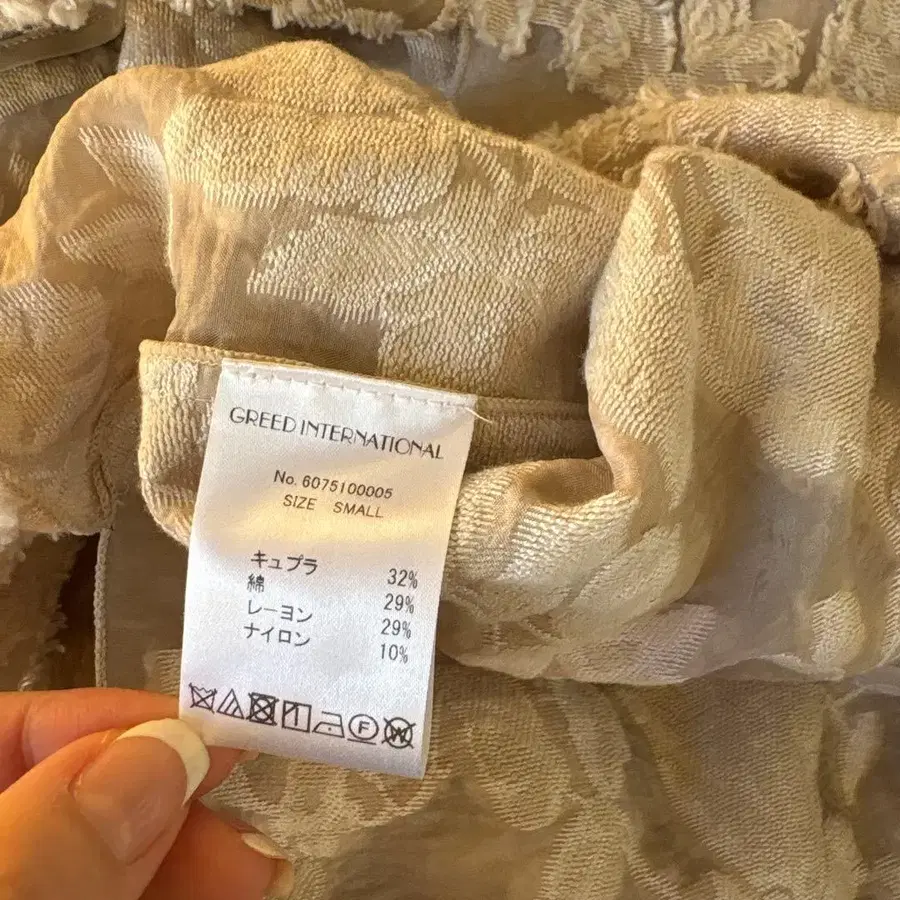 GREED INTERNATIONAL
No. 6075100005
SIZE SMALL
キュプラ 32%
綿 29%
レーヨン 29%
ナイロン 10%
F W